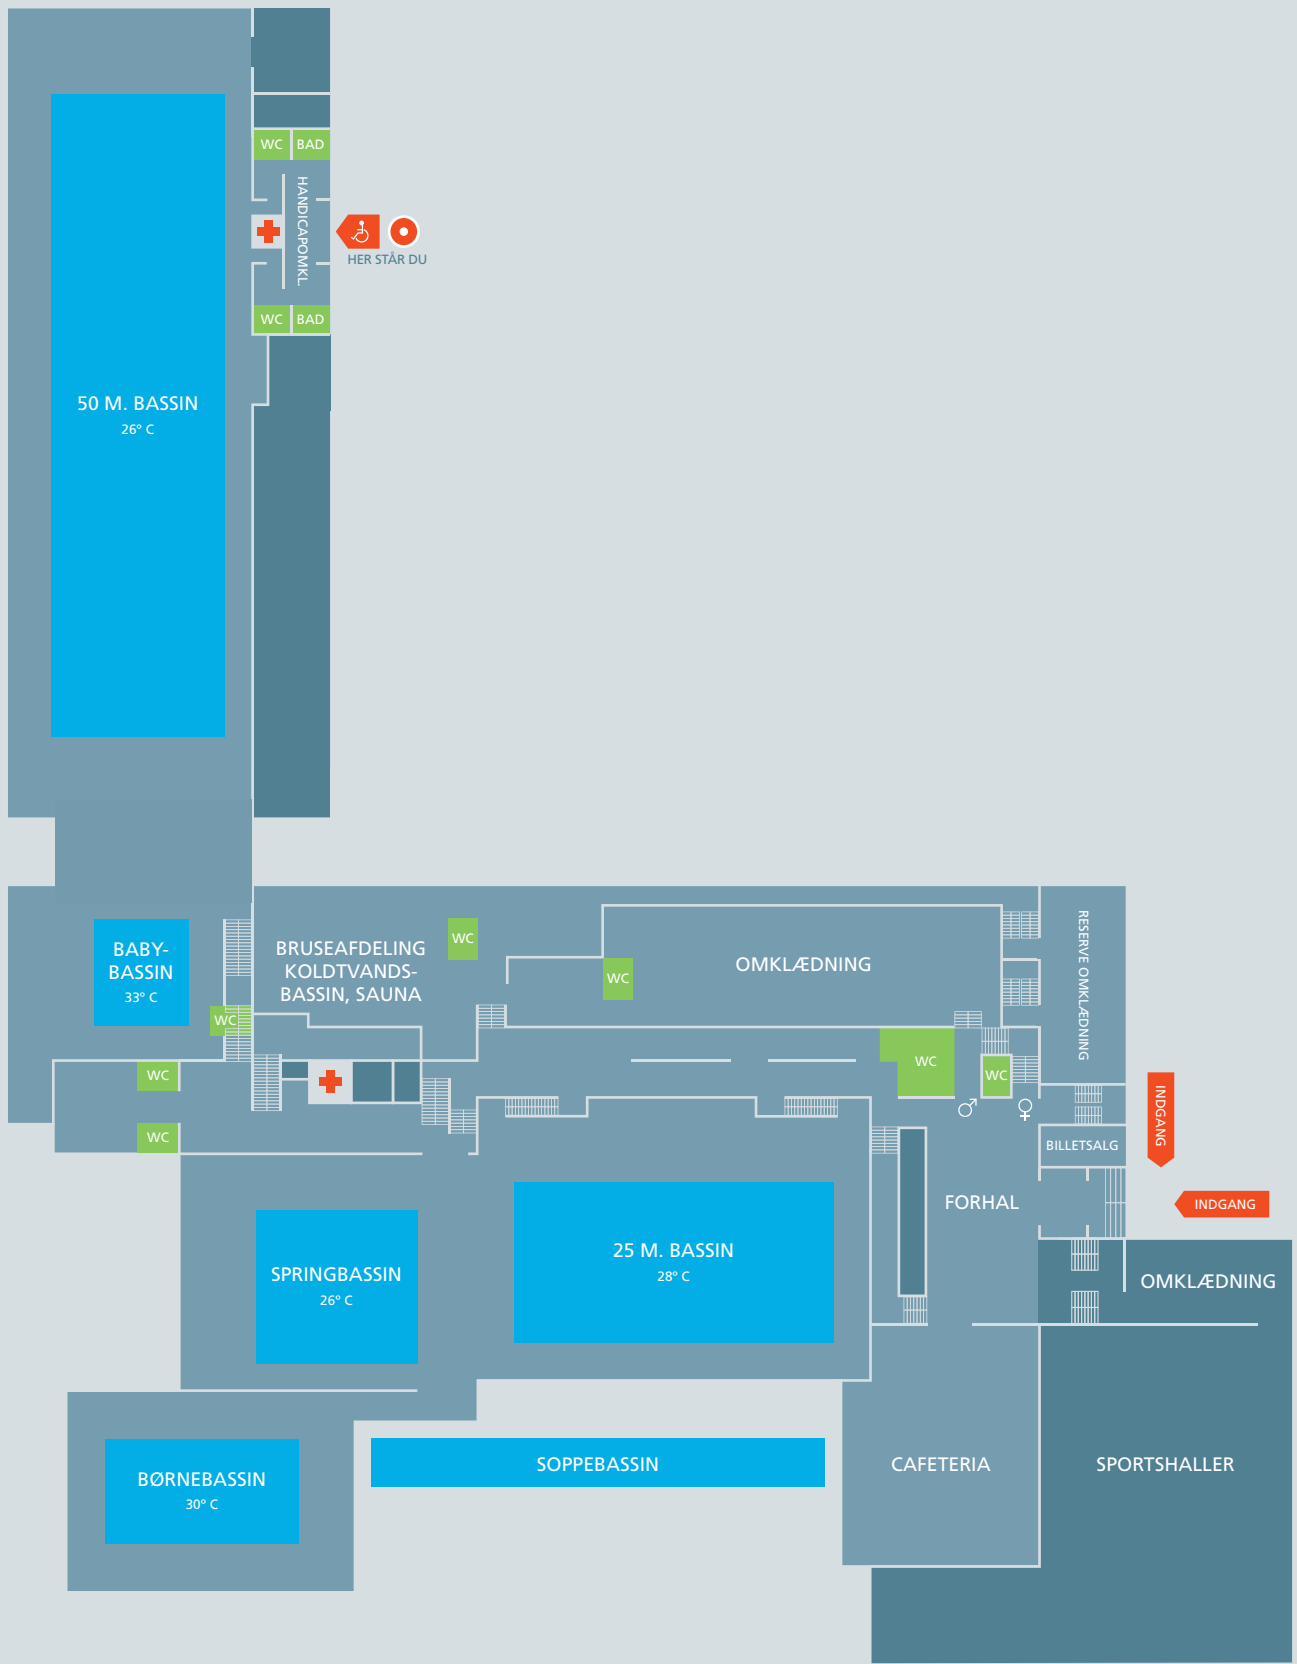 WC
BAD
HANDICAPOMKL.
HER STÅR DU
WC
BAD
50 M. BASSIN
26° C
BABY-
BASSIN
33° C
BRUSEAFDELING
KOLDTVANDS-
BASSIN, SAUNA
WC
WC
OMKLÆDNING
RESERVE OMKLÆDNING
WC
WC
WC
WC
WC
INDGANG
BILLETSALG
INDGANG
FORHAL
SPRINGBASSIN
26° C
25 M. BASSIN
28° C
OMKLÆDNING
BØRNEBASSIN
30° C
SOPPEBASSIN
CAFETERIA
SPORTSHALLER